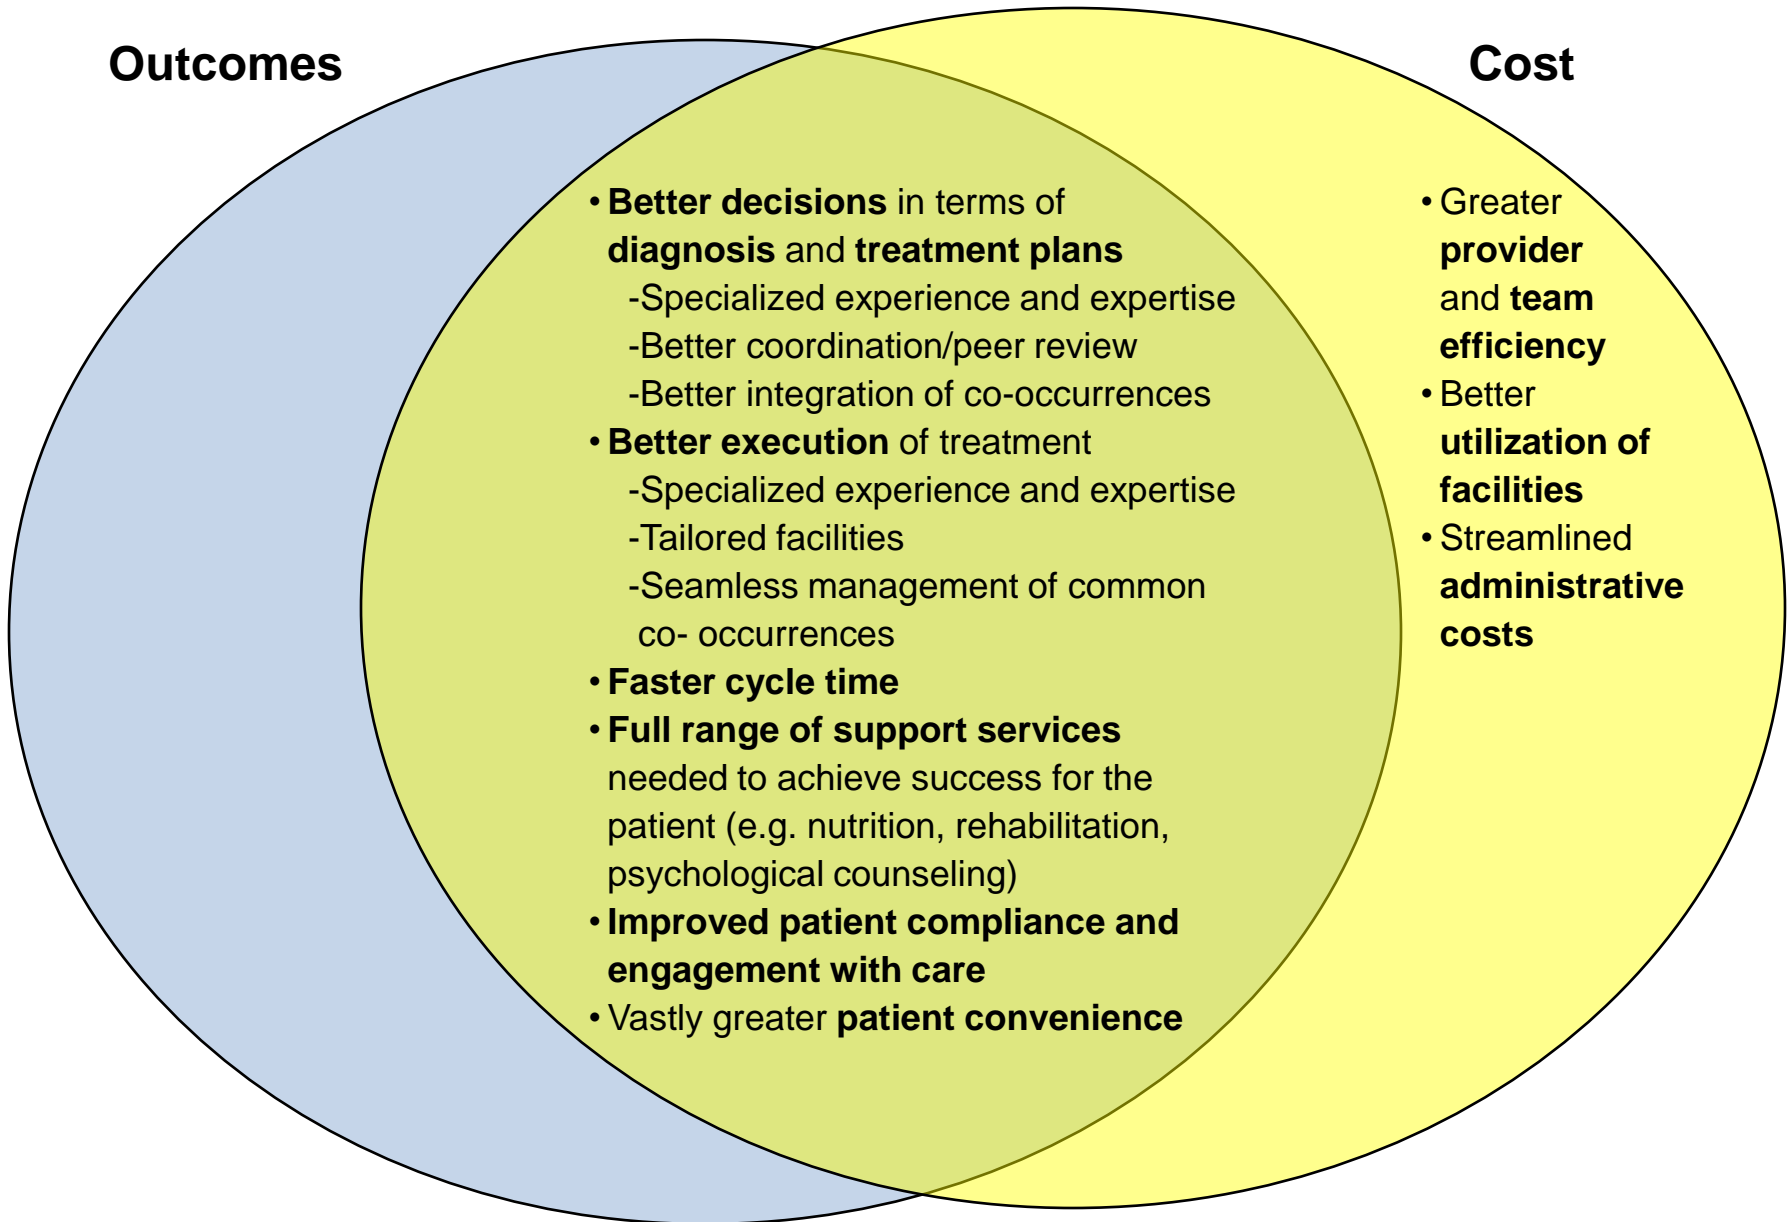 Outcomes
Cost
• Better decisions in terms of
diagnosis and treatment plans
-Specialized experience and expertise
-Better coordination/peer review
-Better integration of co-occurrences
• Better execution of treatment
-Specialized experience and expertise
-Tailored facilities
-Seamless management of common
co- occurrences
• Faster cycle time
• Full range of support services
needed to achieve success for the
patient (e.g. nutrition, rehabilitation,
psychological counseling)
• Improved patient compliance and
engagement with care
• Vastly greater patient convenience
• Greater
provider
and team
efficiency
• Better
utilization of
facilities
• Streamlined
administrative
costs